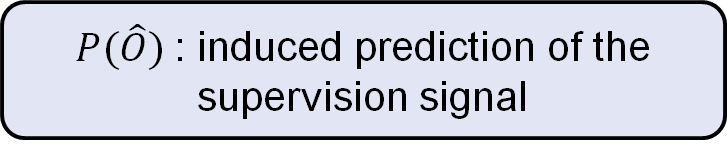 P(Ô) : induced prediction of the
supervision signal